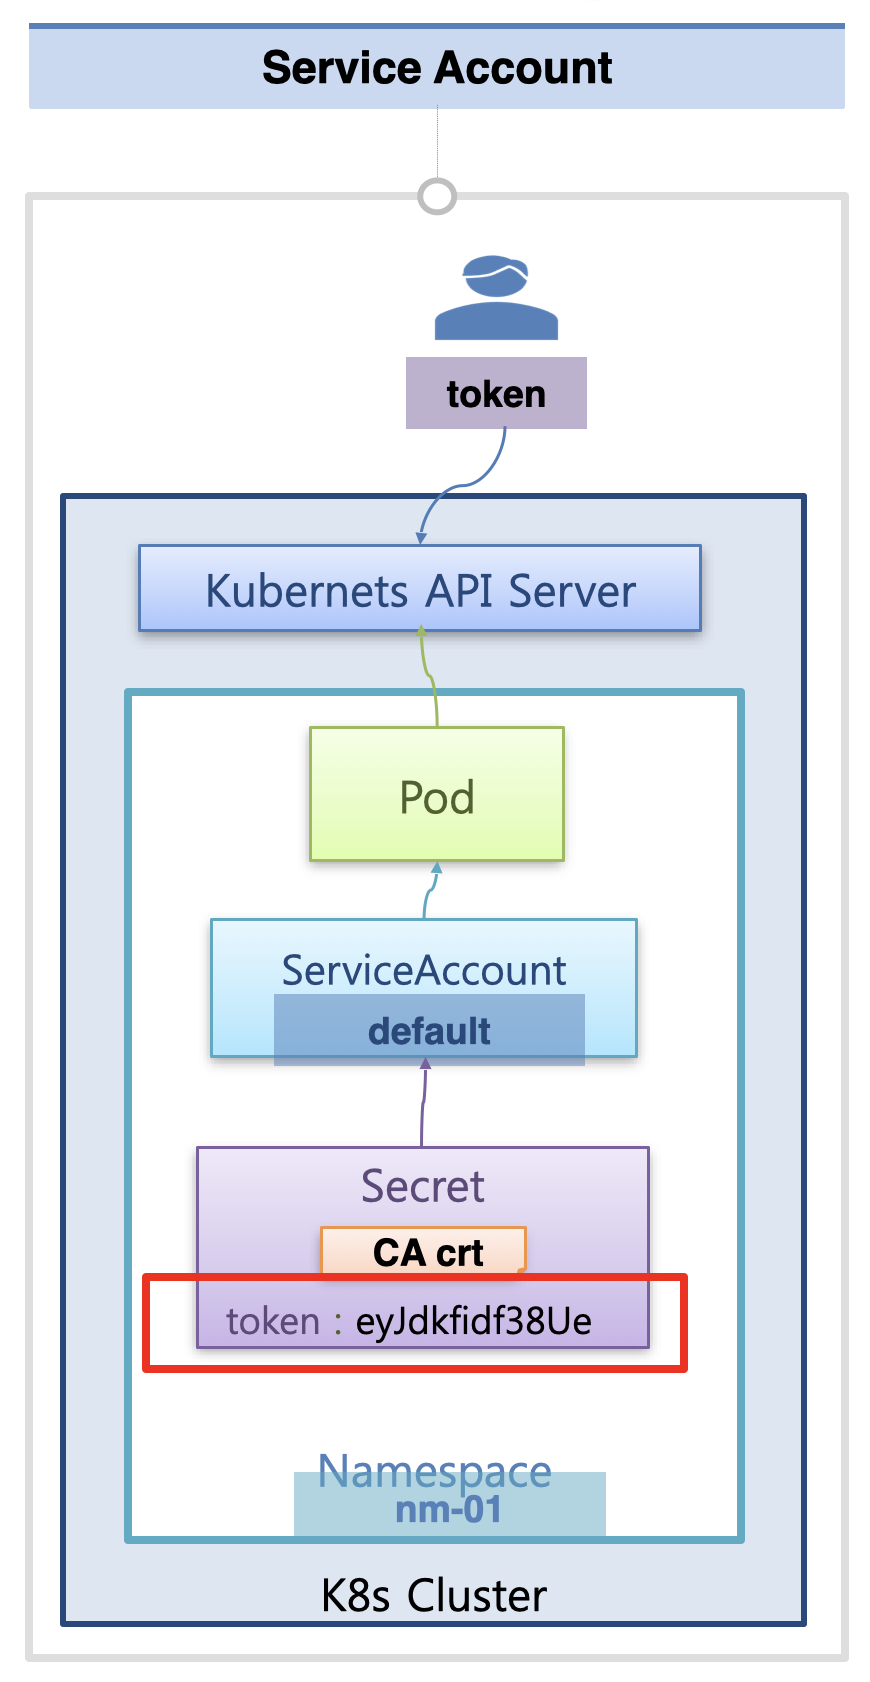 Service Account
token
Kubernets API Server
Pod
ServiceAccount
default
Secret
CA crt
token : eyJdkfidf38Ue
Namespace
nm-01
K8s Cluster